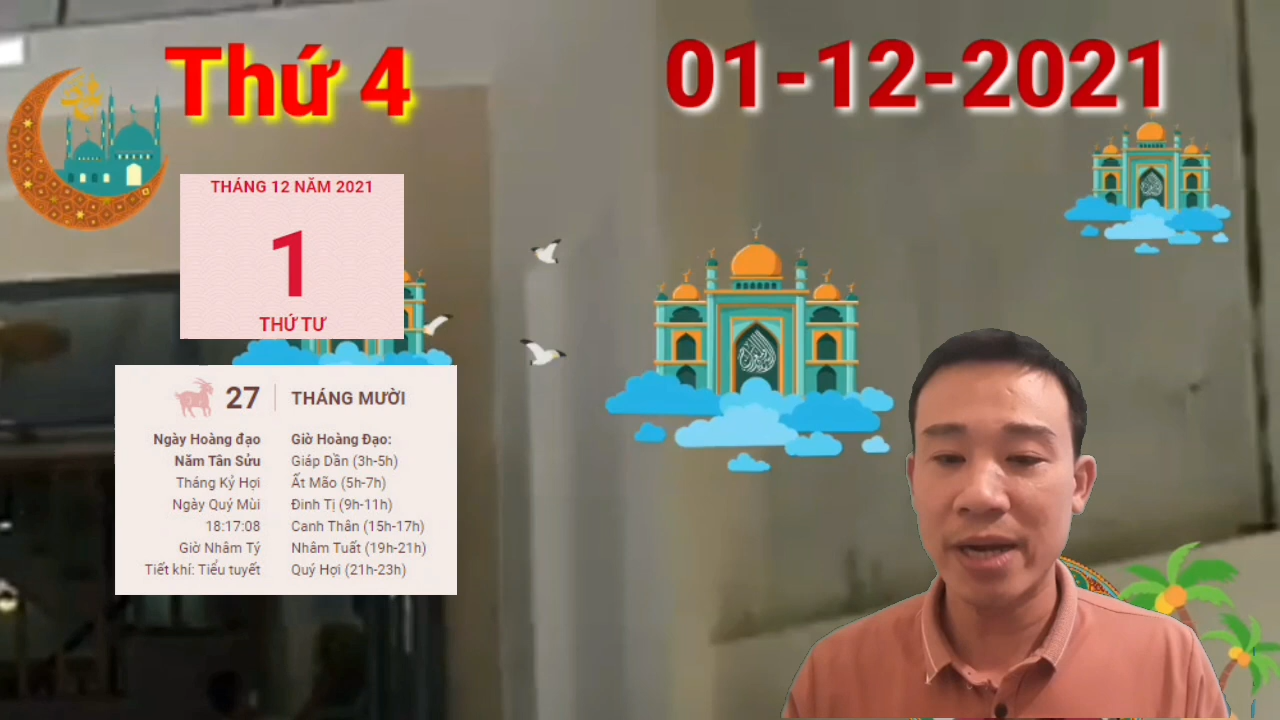 Thứ 4
01-12-2021
THÁNG 12 NĂM 2021
1
THỨ TƯ
27
THÁNG MƯỜI
Ngày Hoàng đạo
Năm Tân Sửu
Tháng Kỷ Hợi
Ngày Quý Mùi
18:17:08
Giờ Nhâm Tý
Tiết khí: Tiểu tuyết
Giờ Hoàng Đạo:
Giáp Dần (3h-5h)
Ất Mão (5h-7h)
Đinh Tị (9h-11h)
Canh Thân (15h-17h)
Nhâm Tuất (19h-21h)
Quý Hợi (21h-23h)